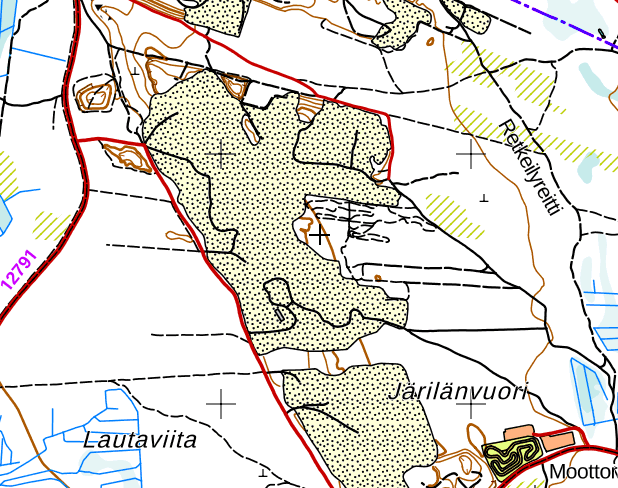 Retkeilyreitti
12791
Järilänvuori
Lautaviita
Moottor